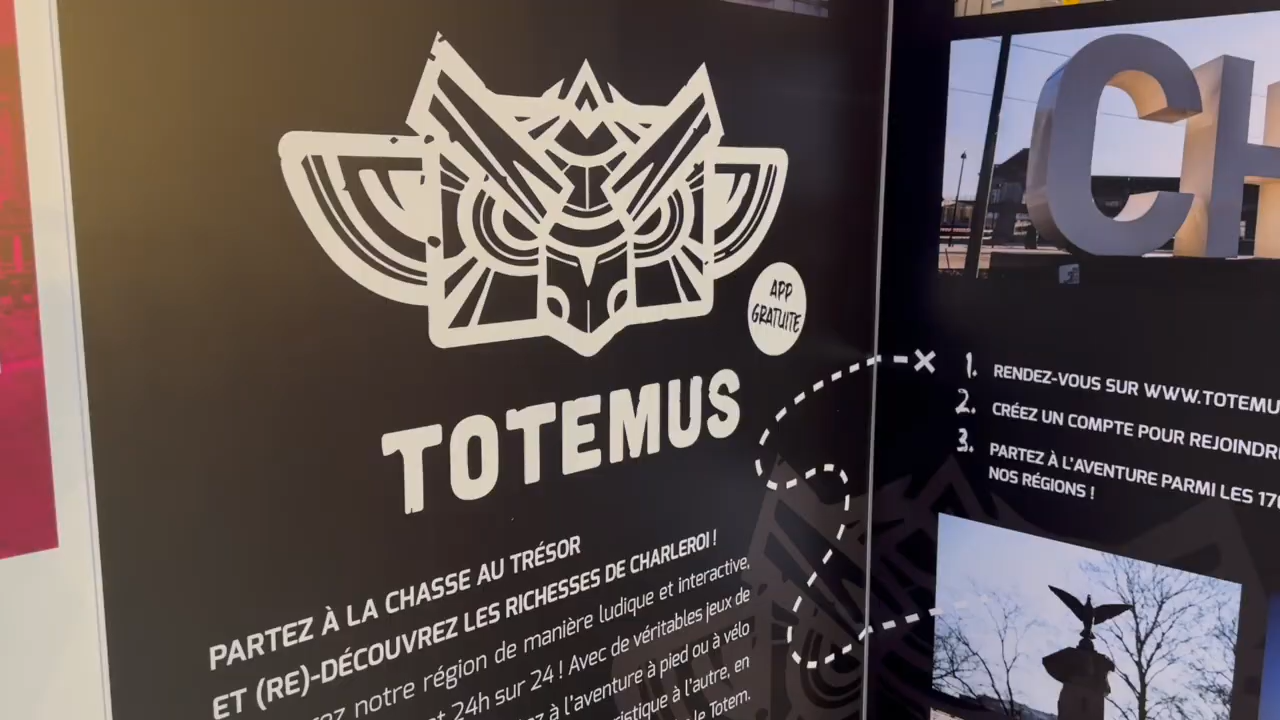 APP
GRATUITE
TOTEMUS
PARTEZ À LA CHASSE AU TRÉSOR
ET (RE)-DÉCOUVREZ LES RICHESSES DE CHARLEROI !
notre région de manière ludique et interactive,
24h sur 24 ! Avec de véritables jeux de
à l'aventure à pied ou à vélo
à l'autre, en
le Totem.
CH
1. RENDEZ-VOUS SUR WWW.TOTEMU
2. CRÉEZ UN COMPTE POUR REJOINDR
3. PARTEZ À L'AVENTURE PARMI LES 17
NOS RÉGIONS !